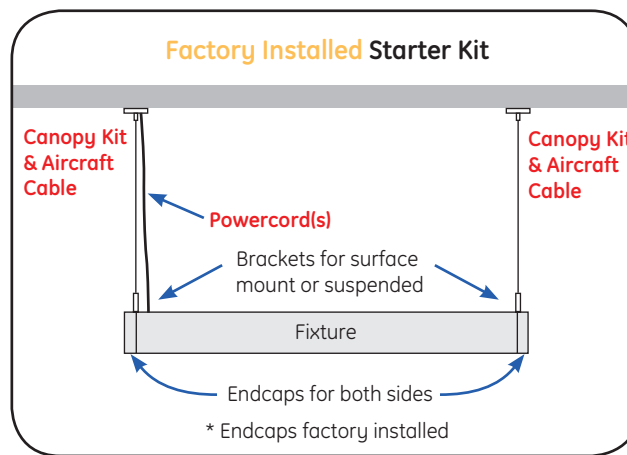 Factory Installed Starter Kit
Canopy Kit
& Aircraft
Cable
Canopy Kit
& Aircraft
Cable
Powercord(s)
Brackets for surface
mount or suspended
Fixture
Endcaps for both sides
* Endcaps factory installed